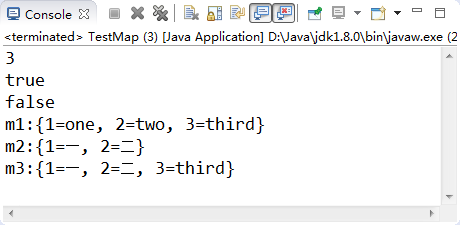 Console
<terminated> TestMap (3) [Java Application] D:\Java\jdk1.8.0\bin\javaw.exe (2
3
true
false
m1:{1=one, 2=two, 3=third}
m2:{1=一, 2=二}
m3:{1=一, 2=二, 3=third}